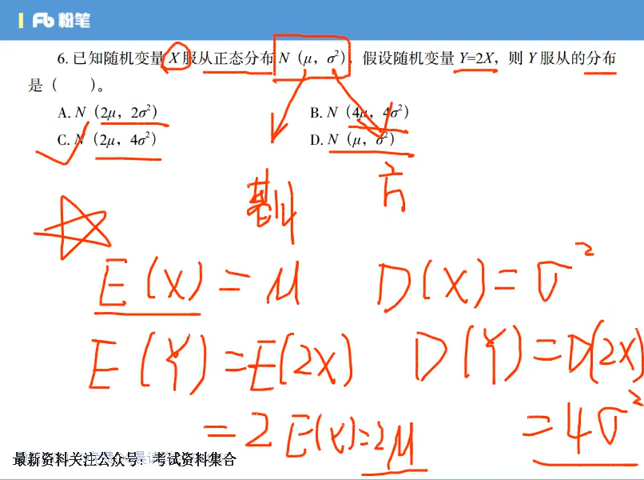 粉笔
6. 已知随机变量 X 服从正态分布 N（μ，σ²），假设随机变量 Y=2X，则 Y 服从的分布
是（　　）。
A. N（2μ，2σ²）
B. N（4μ，4σ²）
C. N（2μ，4σ²）
D. N（μ，σ²）
方
E(X)=μ D(X)=σ²
E(Y)=E(2X) D(Y)=D(2X)
=2E(X)=2μ =4σ²
最新资料关注公众号：考试资料集合